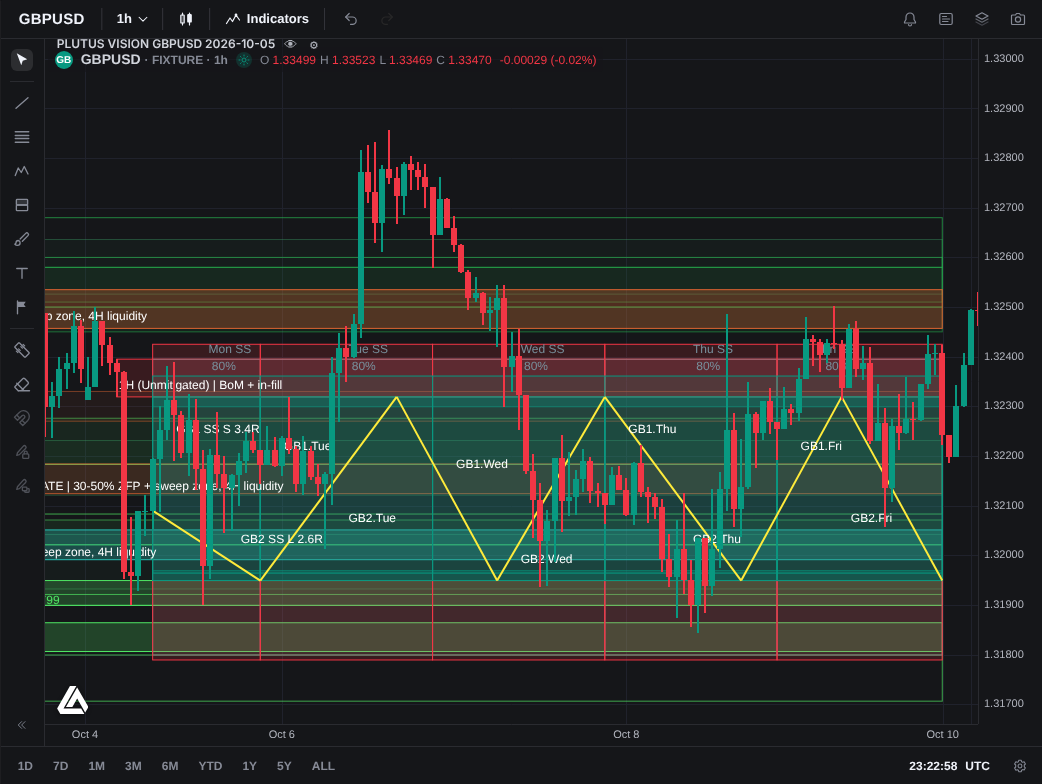 GBPUSD 1h Indicators
PLUTUS VISION GBPUSD 2026-10-05
GB GBPUSD · FIXTURE · 1h O 1.33499 H 1.33523 L 1.33469 C 1.33470 -0.00029 (-0.02%)
1.33000
1.32900
1.32800
1.32700
1.32600
1.32500
1.32400
1.32300
1.32200
1.32100
1.32000
1.31900
1.31800
1.31700
p zone, 4H liquidity
Mon SS
80%
Tue SS
80%
Wed SS
80%
Thu SS
80%
1H (Unmitigated) | BoM + in-fill
SS S 3.4R
GB1.Tue
GB1.Wed
GB1.Thu
GB1.Fri
ATE | 30-50% ZFP + sweep zone, 4H liquidity
GB2.Tue
GB2 SS L 2.6R
GB2.Wed
GB2.Thu
GB2.Fri
eep zone, 4H liquidity
99
Oct 4 Oct 6 Oct 8 Oct 10
1D 7D 1M 3M 6M YTD 1Y 5Y ALL
23:22:58 UTC